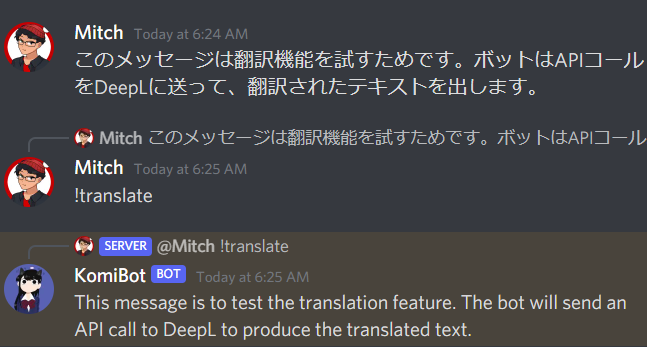 Mitch Today at 6:24 AM
このメッセージは翻訳機能を試すためです。ボットはAPIコール
をDeepLに送って、翻訳されたテキストを出します。
Mitch このメッセージは翻訳機能を試すためです。ボットはAPIコール
Mitch Today at 6:25 AM
!translate
SERVER @Mitch !translate
KomiBot BOT Today at 6:25 AM
This message is to test the translation feature. The bot will send an
API call to DeepL to produce the translated text.